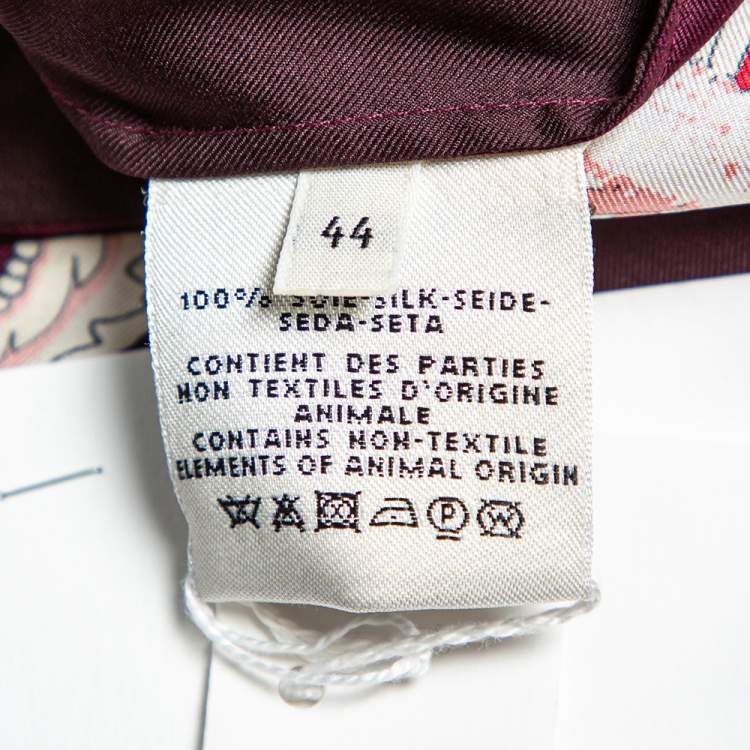 44
100% SOIE-SILK-SEIDE-
SEDA-SETA
CONTIENT DES PARTIES
NON TEXTILES D'ORIGINE
ANIMALE
CONTAINS NON-TEXTILE
ELEMENTS OF ANIMAL ORIGIN
P W